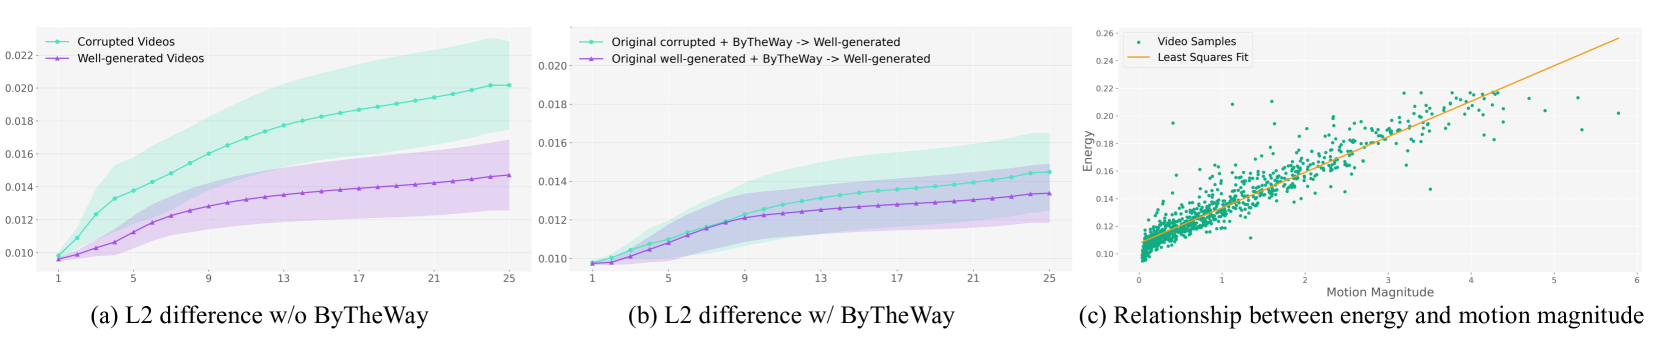 Corrupted Videos
Well-generated Videos
0.022
0.020
0.018
0.016
0.014
0.012
0.010
1 5 9 13 17 21 25
(a) L2 difference w/o ByTheWay
Original corrupted + ByTheWay -> Well-generated
Original well-generated + ByTheWay -> Well-generated
0.020
0.018
0.016
0.014
0.012
0.010
1 5 9 13 17 21 25
(b) L2 difference w/ ByTheWay
Video Samples
Least Squares Fit
Energy
0.26
0.24
0.22
0.20
0.18
0.16
0.14
0.12
0.10
0 1 2 3 4 5 6
Motion Magnitude
(c) Relationship between energy and motion magnitude